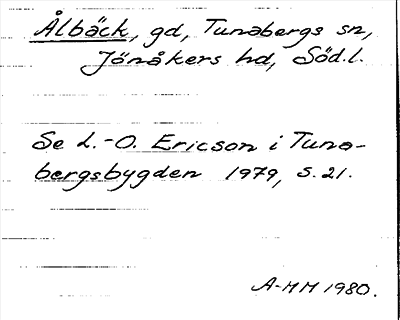 Ålbäck, gd, Tunabergs sn,
Jönåkers hd, Söd.l.
Se L.-O. Ericson i Tuna-
bergsbygden 1979, s. 21.
A-MM 1980.